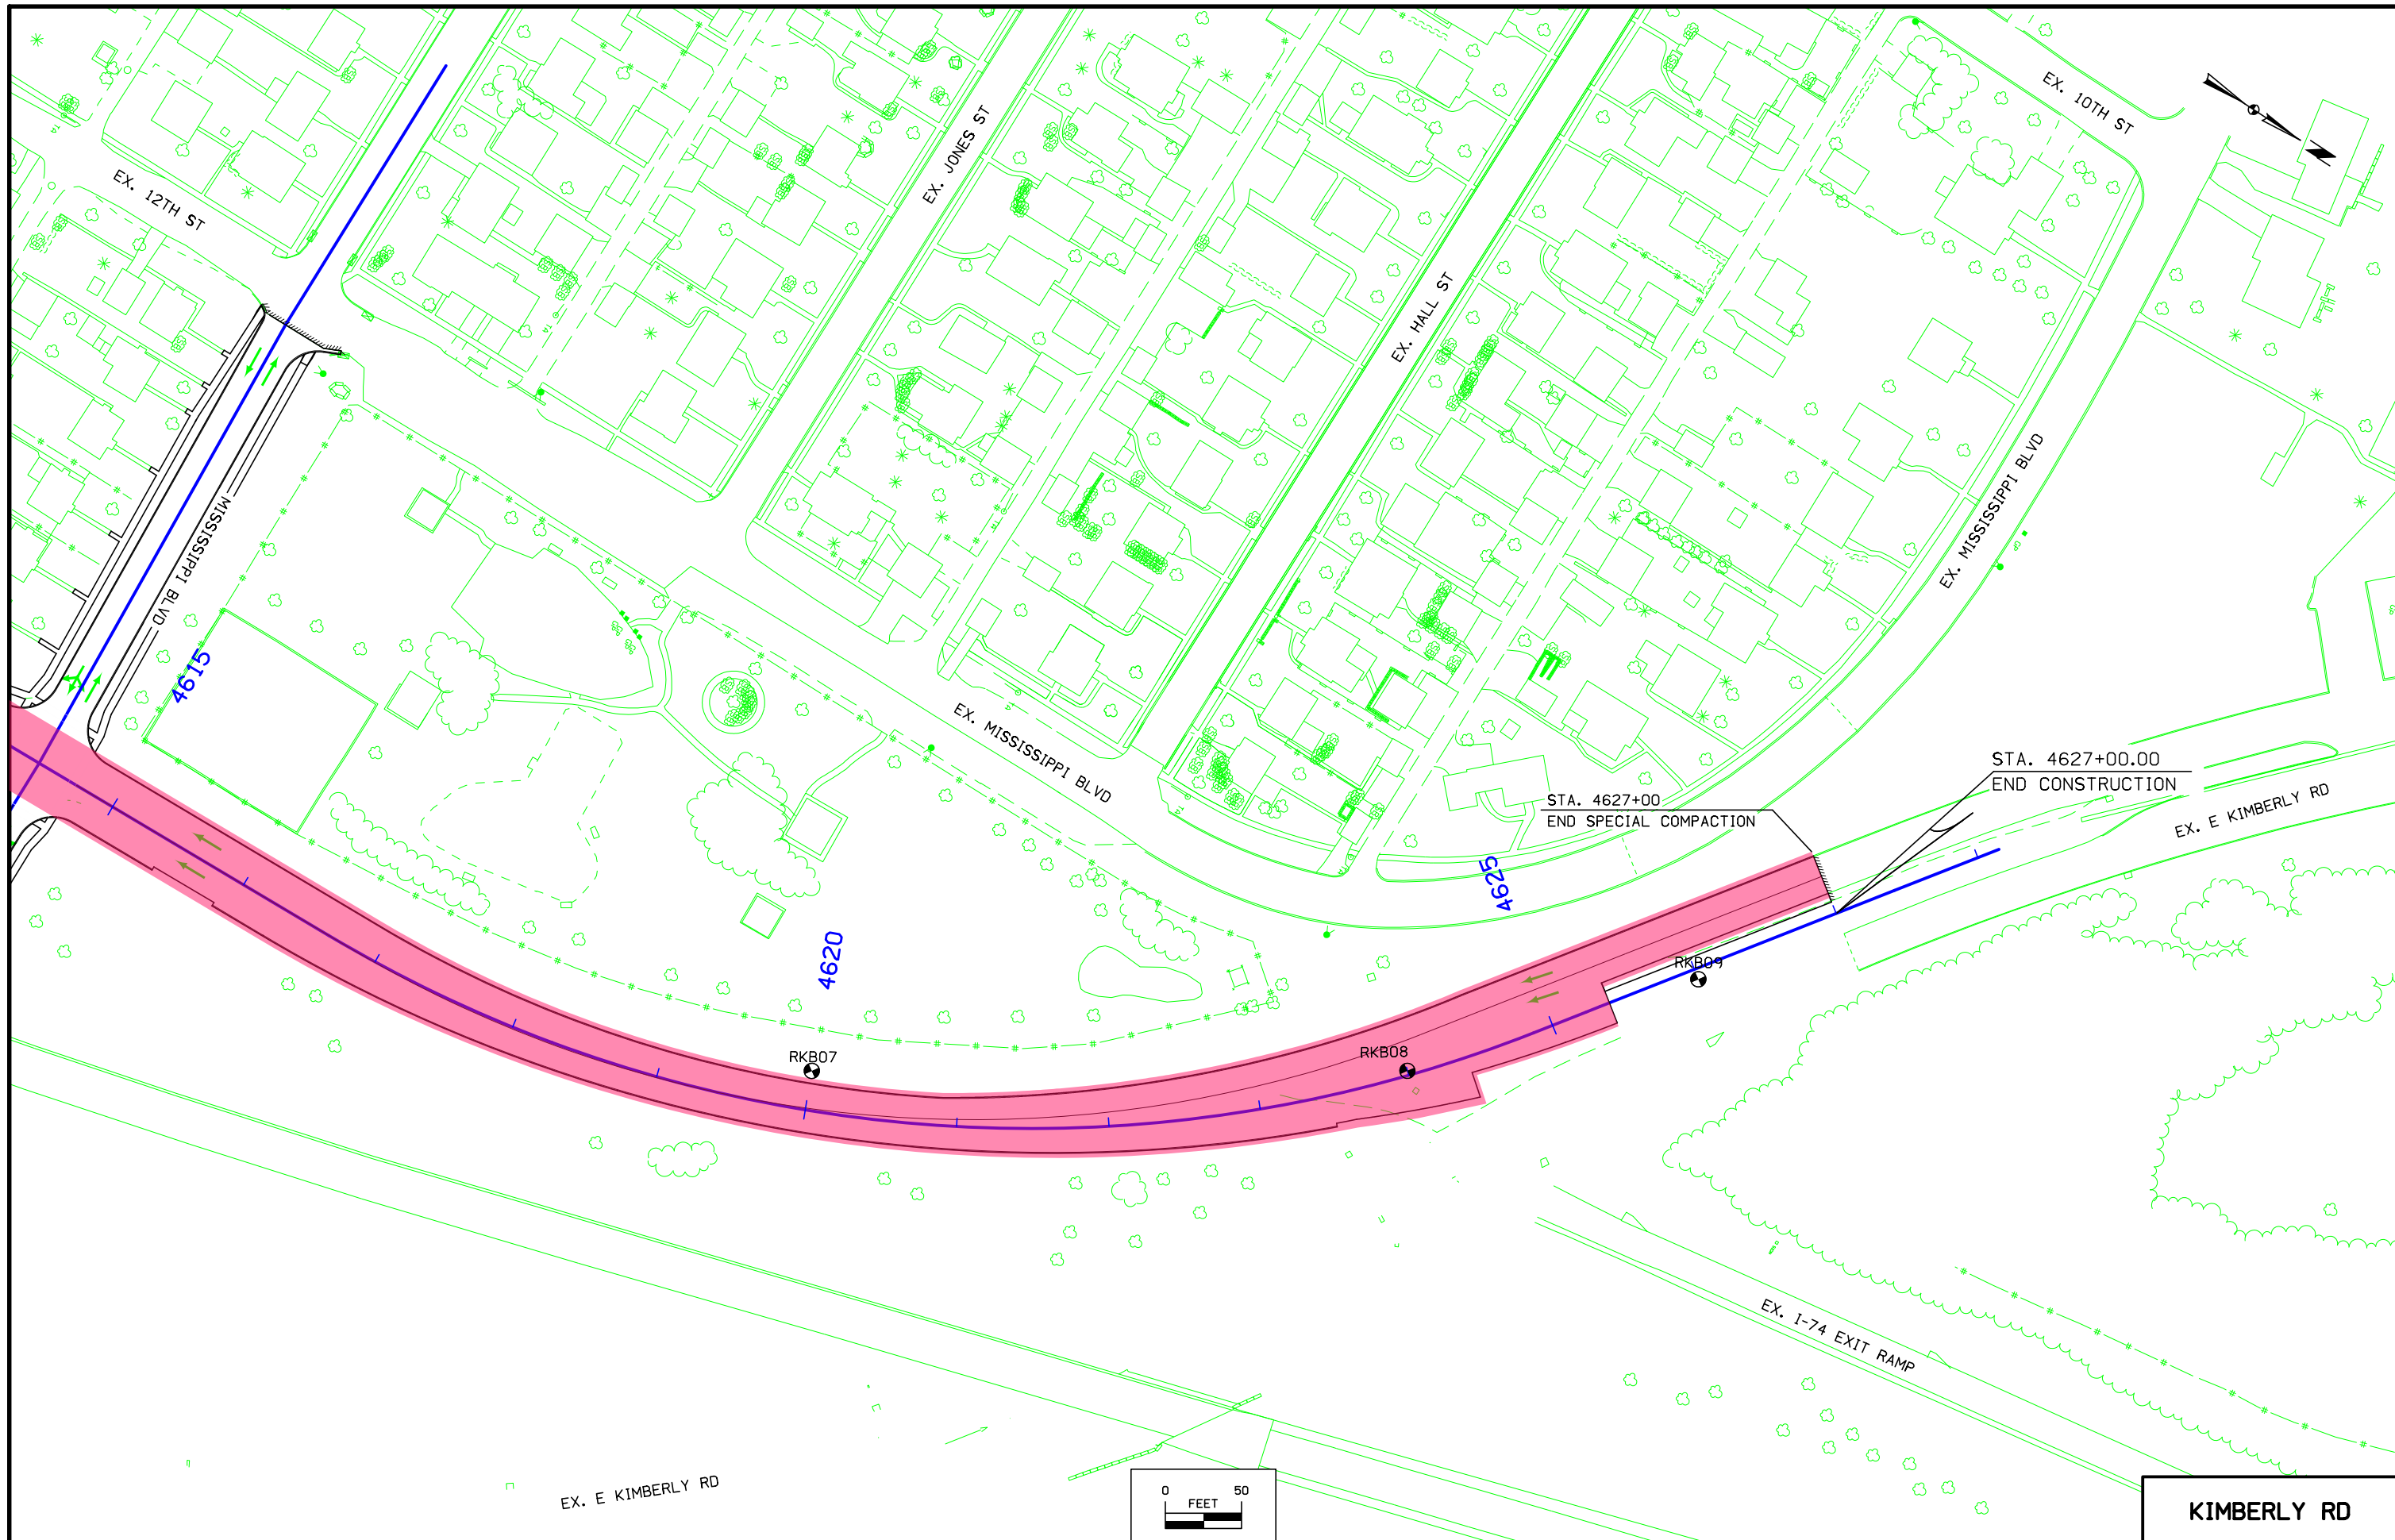 EX. 10TH ST
EX. JONES ST
EX. 12TH ST
N
EX. HALL ST
EX. MISSISSIPPI BLVD
MISSISSIPPI BLVD
4615
EX. MISSISSIPPI BLVD
STA. 4627+00.00
END CONSTRUCTION
STA. 4627+00
END SPECIAL COMPACTION
EX. E KIMBERLY RD
4625
4620
RKB09
RKB07
RKB08
EX. I-74 EXIT RAMP
EX. E KIMBERLY RD
0 50
FEET
KIMBERLY RD